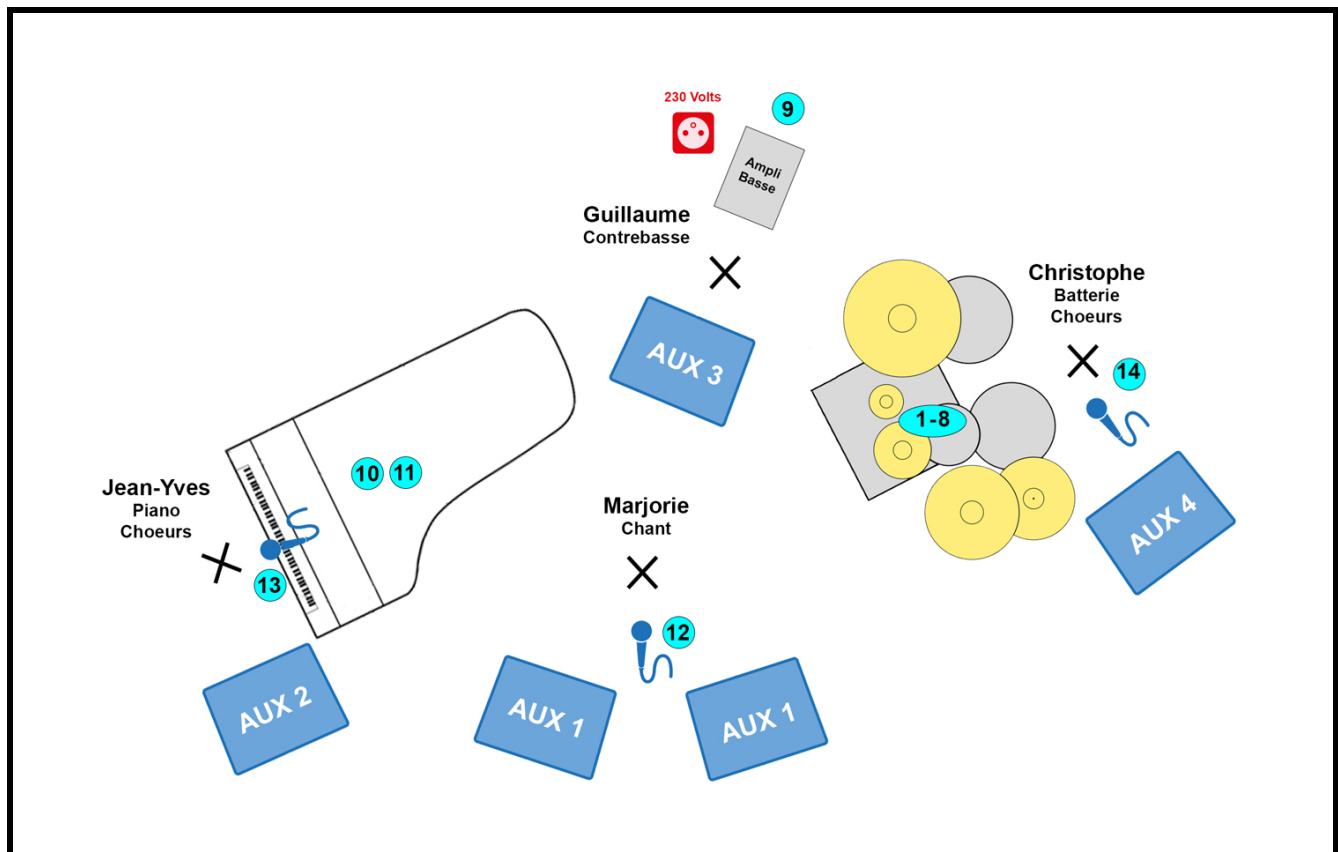 230 Volts
9
Ampli
Basse
Guillaume
Contrebasse
Christophe
Batterie
Choeurs
14
AUX 3
1-8
10
11
Jean-Yves
Piano
Choeurs
13
Marjorie
Chant
12
AUX 4
AUX 2
AUX 1
AUX 1